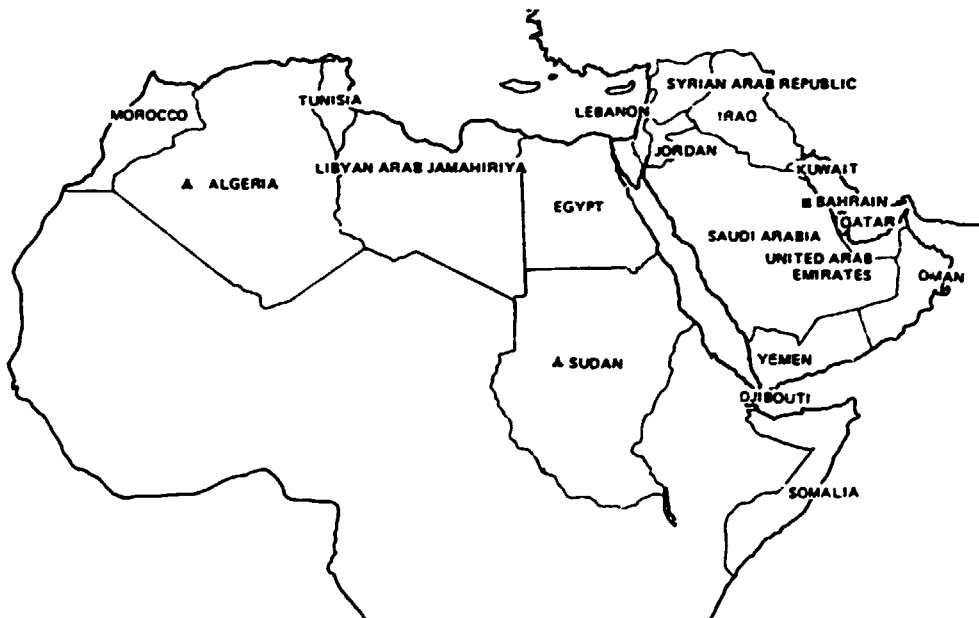 SYRIAN ARAB REPUBLIC
TUNISIA
MOROCCO
LEBANON
IRAQ
JORDAN
LIBYAN ARAB JAMAHIRIYA
KUWAIT
ALGERIA
BAHRAIN
EGYPT
QATAR
SAUDI ARABIA
UNITED ARAB
EMIRATES
OMAN
YEMEN
SUDAN
DJIBOUTI
SOMALIA